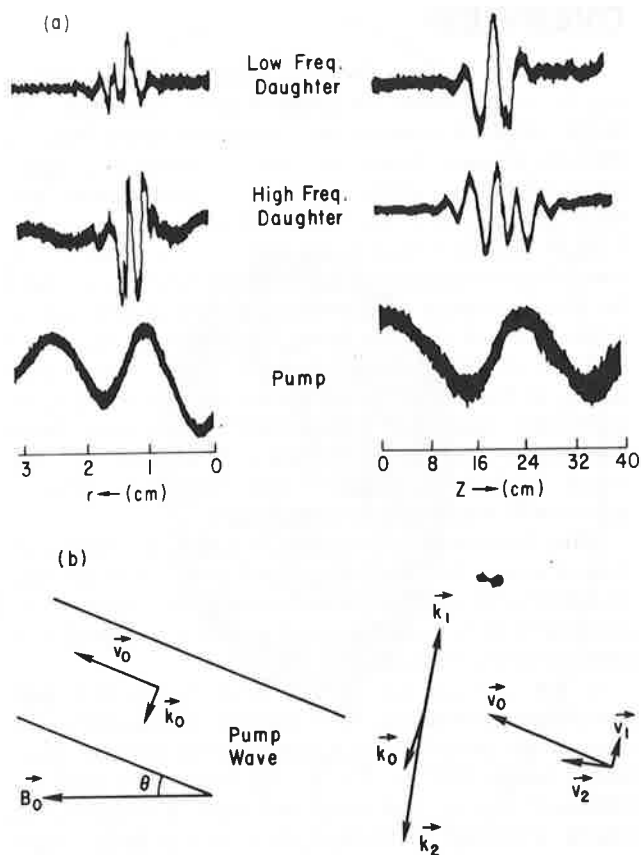 (a)
Low Freq.
Daughter
High Freq.
Daughter
Pump
3 2 1 0
r ← (cm)
0 8 16 24 32 40
Z → (cm)
(b)
v₀
k₀
Pump
Wave
B₀
θ
k₁
k₀
k₂
v₀
v₁
v₂